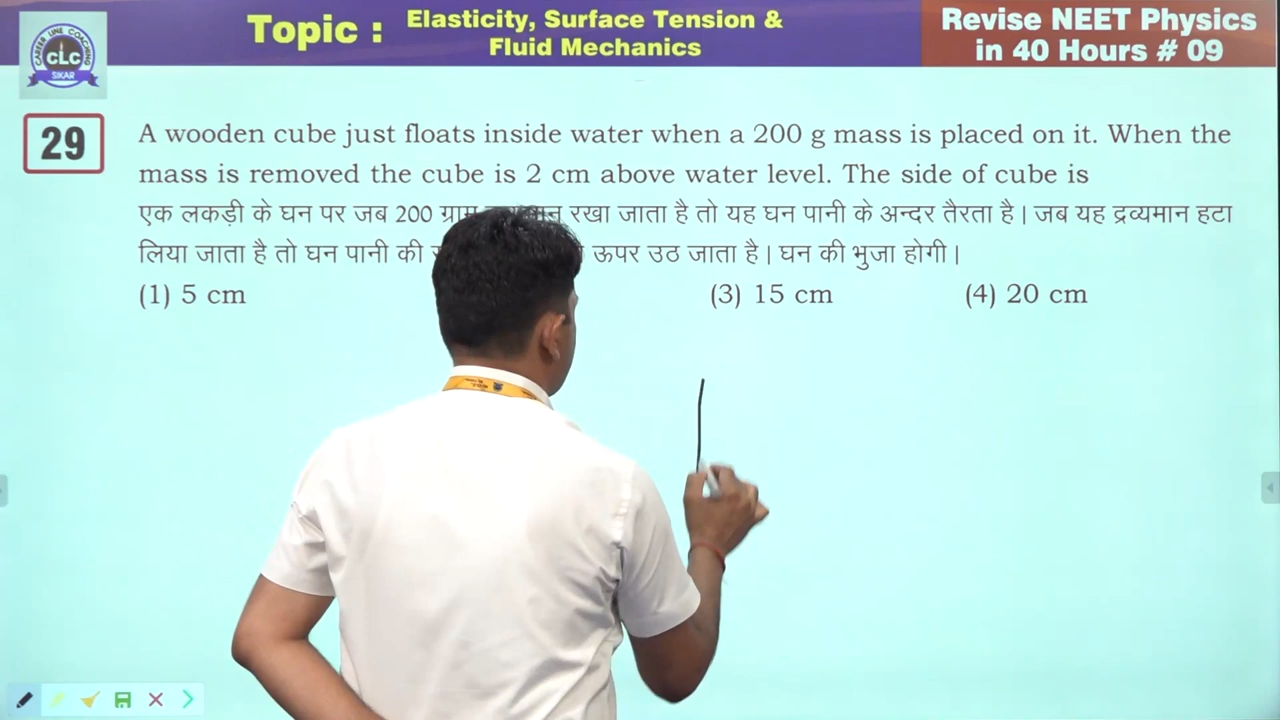 CAREER LINE COACHING
CLC
SIKAR
Topic : Elasticity, Surface Tension &
Fluid Mechanics
Revise NEET Physics
in 40 Hours # 09
29
A wooden cube just floats inside water when a 200 g mass is placed on it. When the
mass is removed the cube is 2 cm above water level. The side of cube is
एक लकड़ी के घन पर जब 200 ग्राम रखा जाता है तो यह घन पानी के अन्दर तैरता है। जब यह द्रव्यमान हटा
लिया जाता है तो घन पानी की ऊपर उठ जाता है। घन की भुजा होगी।
(1) 5 cm (3) 15 cm (4) 20 cm